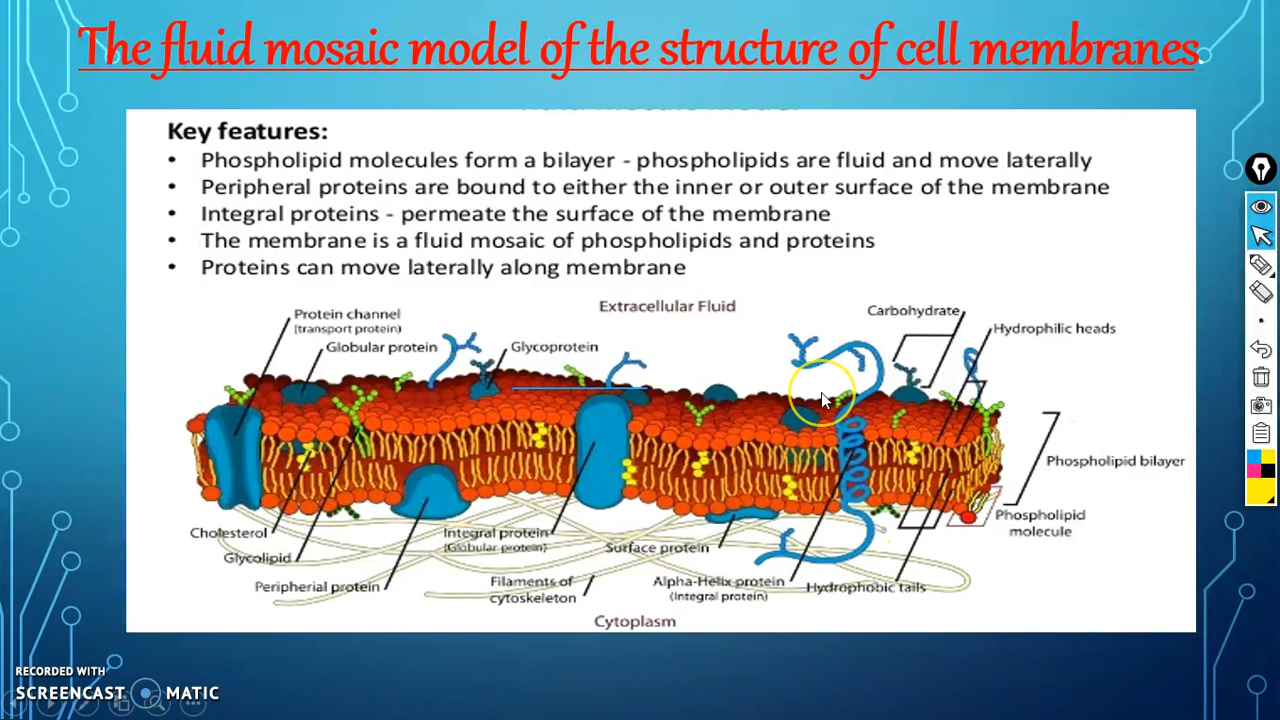 The fluid mosaic model of the structure of cell membranes.
Key features:
• Phospholipid molecules form a bilayer - phospholipids are fluid and move laterally
• Peripheral proteins are bound to either the inner or outer surface of the membrane
• Integral proteins - permeate the surface of the membrane
• The membrane is a fluid mosaic of phospholipids and proteins
• Proteins can move laterally along membrane
Extracellular Fluid
Protein channel
(transport protein)
Globular protein
Glycoprotein
Carbohydrate
Hydrophilic heads
Phospholipid bilayer
Phospholipid
molecule
Cholesterol
Glycolipid
Peripherial protein
Integral protein
(Globular protein)
Filaments of
cytoskeleton
Surface protein
Alpha-Helix protein
(Integral protein)
Hydrophobic tails
Cytoplasm
RECORDED WITH
SCREENCAST MATIC